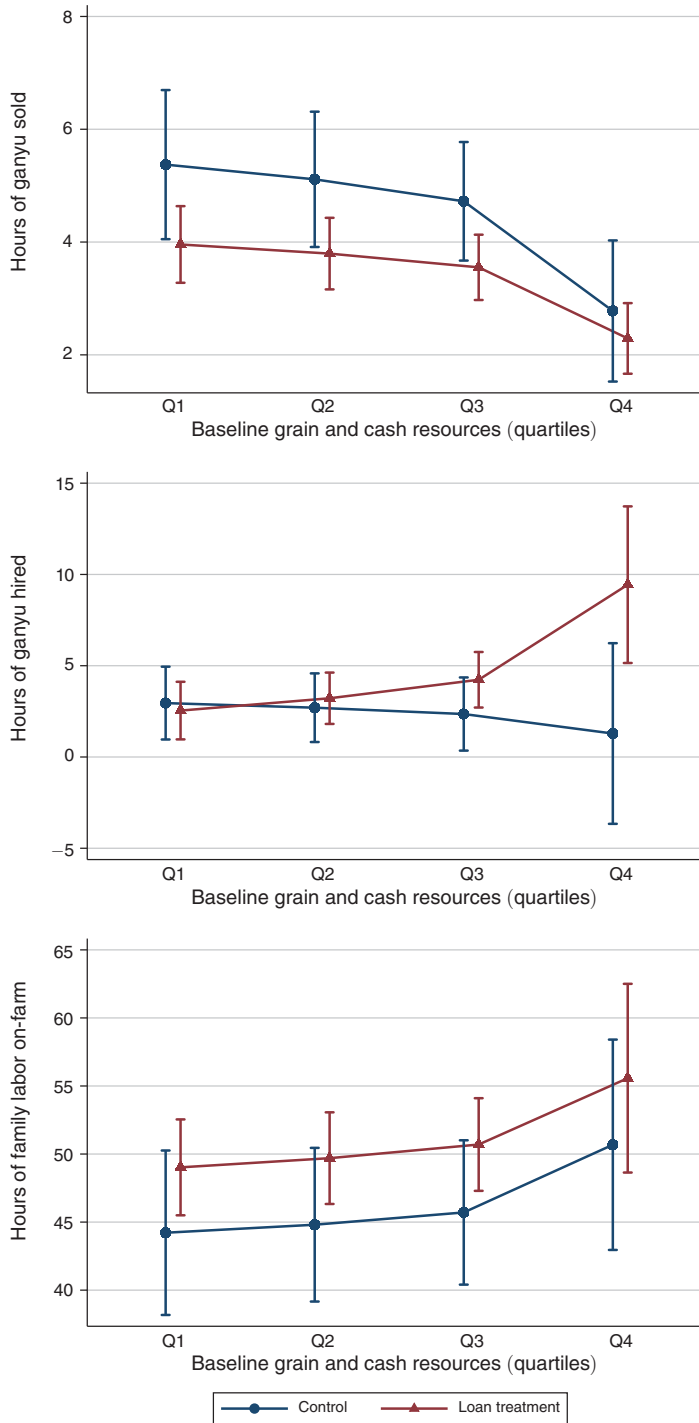 Hours of ganyu sold
8
6
4
2
Q1 Q2 Q3 Q4
Baseline grain and cash resources (quartiles)
Hours of ganyu hired
15
10
5
0
−5
Q1 Q2 Q3 Q4
Baseline grain and cash resources (quartiles)
Hours of family labor on-farm
65
60
55
50
45
40
Q1 Q2 Q3 Q4
Baseline grain and cash resources (quartiles)
Control Loan treatment